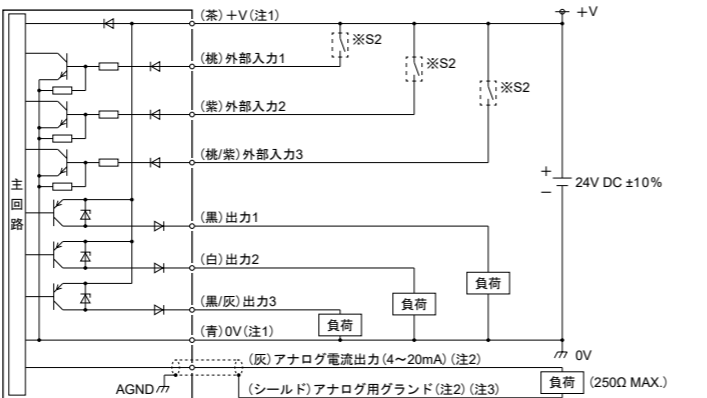 (茶)＋V(注1)
＋V
※S2
(桃)外部入力1
※S2
(紫)外部入力2
※S2
(桃/紫)外部入力3
主回路
＋
－
24V DC ±10%
(黒)出力1
(白)出力2
負荷
負荷
(黒/灰)出力3
負荷
(青)0V(注1)
0V
(灰)アナログ電流出力(4～20mA)(注2)
AGND
(シールド)アナログ用グランド(注2)(注3)
負荷
(250Ω MAX.)